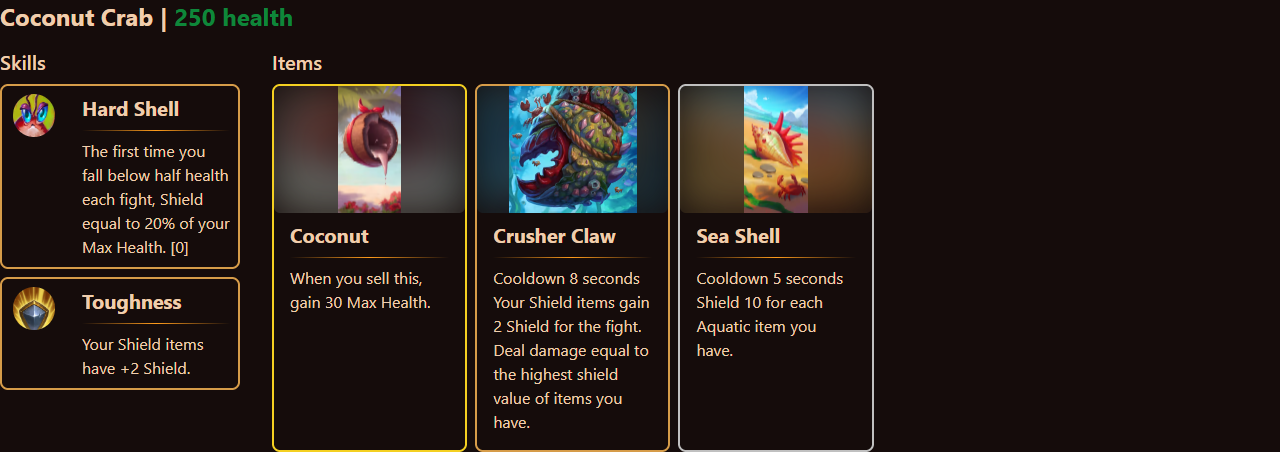 Coconut Crab | 250 health
Skills
Hard Shell
The first time you
fall below half health
each fight, Shield
equal to 20% of your
Max Health. [0]
Toughness
Your Shield items
have +2 Shield.
Items
Coconut
When you sell this,
gain 30 Max Health.
Crusher Claw
Cooldown 8 seconds
Your Shield items gain
2 Shield for the fight.
Deal damage equal to
the highest shield
value of items you
have.
Sea Shell
Cooldown 5 seconds
Shield 10 for each
Aquatic item you
have.